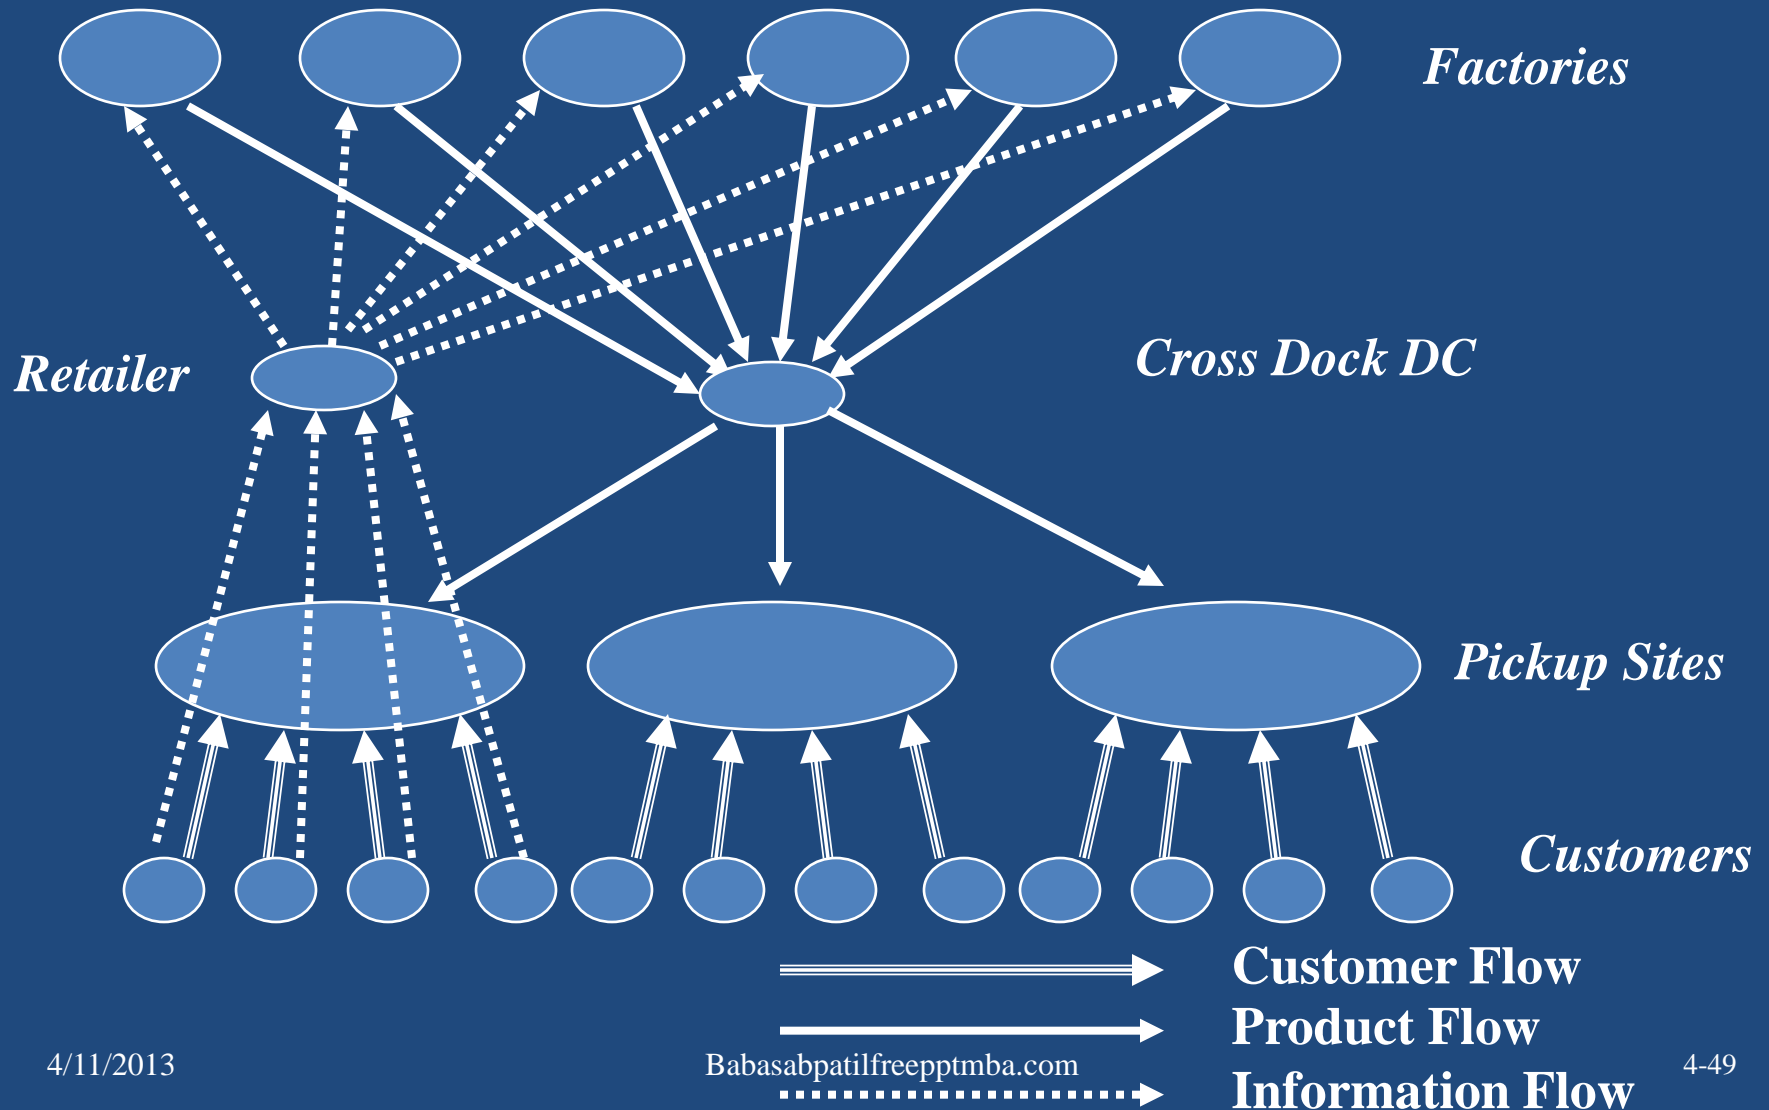 Factories
Retailer
Cross Dock DC
Pickup Sites
Customers
Customer Flow
Product Flow
Information Flow
4/11/2013
Babasabpatilfreepptmba.com
4-49